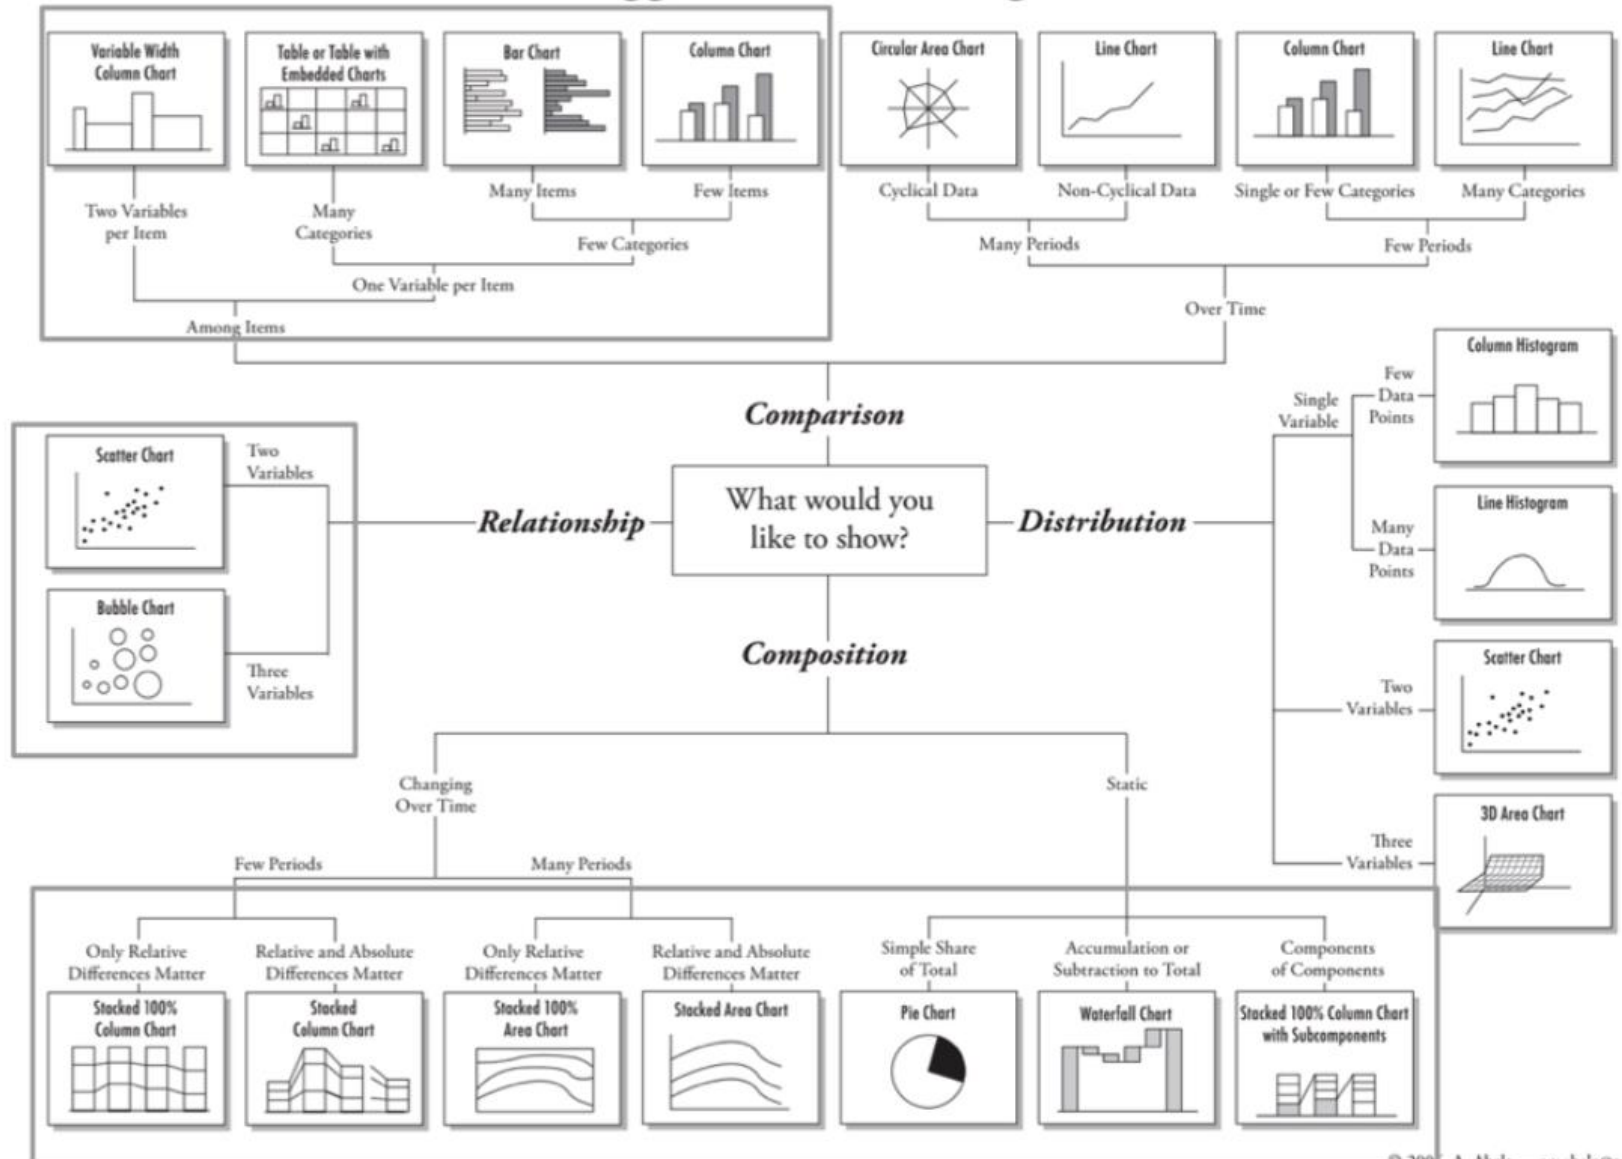 Variable Width
Column Chart
Table or Table with
Embedded Charts
Bar Chart
Column Chart
Circular Area Chart
Line Chart
Column Chart
Line Chart
Two Variables
per Item
Many
Categories
Many Items
Few Items
Cyclical Data
Non-Cyclical Data
Single or Few Categories
Many Categories
Few Categories
Many Periods
Few Periods
One Variable per Item
Among Items
Over Time
Comparison
What would you
like to show?
Relationship
Scatter Chart
Two
Variables
Bubble Chart
Three
Variables
Distribution
Single
Variable
Few
Data
Points
Column Histogram
Many
Data
Points
Line Histogram
Two
Variables
Scatter Chart
Three
Variables
3D Area Chart
Composition
Changing
Over Time
Static
Few Periods
Many Periods
Only Relative
Differences Matter
Relative and Absolute
Differences Matter
Only Relative
Differences Matter
Relative and Absolute
Differences Matter
Simple Share
of Total
Accumulation or
Subtraction to Total
Components
of Components
Stacked 100%
Column Chart
Stacked
Column Chart
Stacked 100%
Area Chart
Stacked Area Chart
Pie Chart
Waterfall Chart
Stacked 100% Column Chart
with Subcomponents